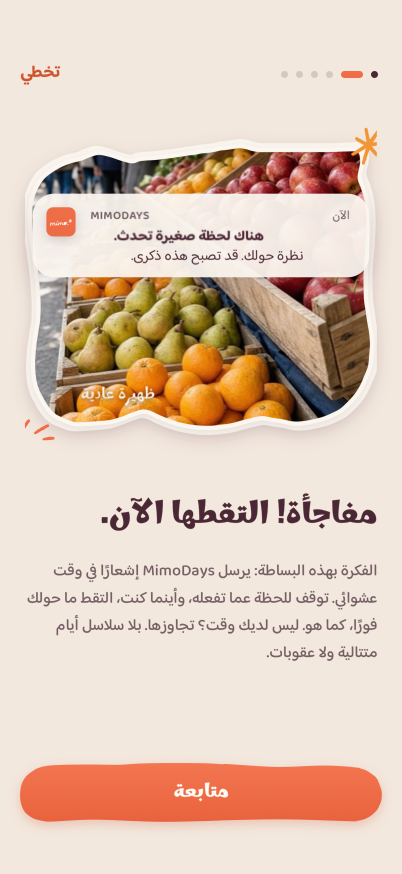 تخطي
الآن
MIMODAYS
mimo
هناك لحظة صغيرة تحدث.
نظرة حولك. قد تصبح هذه ذكرى.
ظهيرة عادية
مفاجأة! التقطها الآن.
الفكرة بهذه البساطة: يرسل MimoDays إشعارًا في وقت
عشوائي. توقف للحظة عما تفعله، وأينما كنت، التقط ما حولك
فورًا، كما هو. ليس لديك وقت؟ تجاوزها. بلا سلاسل أيام
متتالية ولا عقوبات.
متابعة